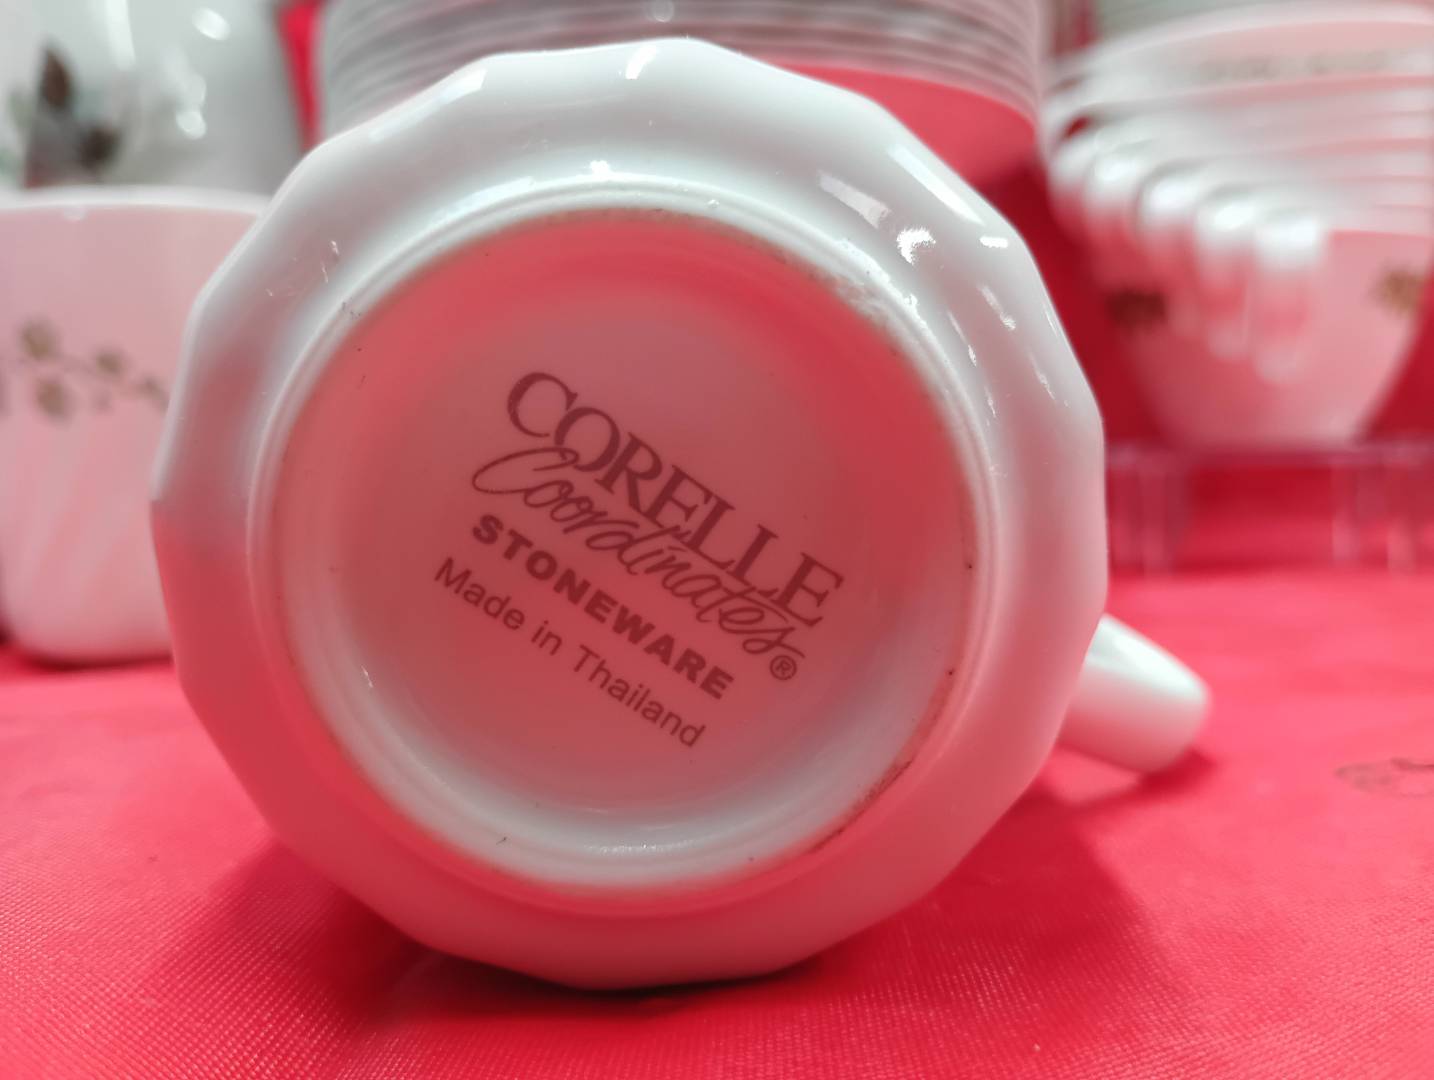 CORELLE
Coordinates®
STONEWARE
Made in Thailand